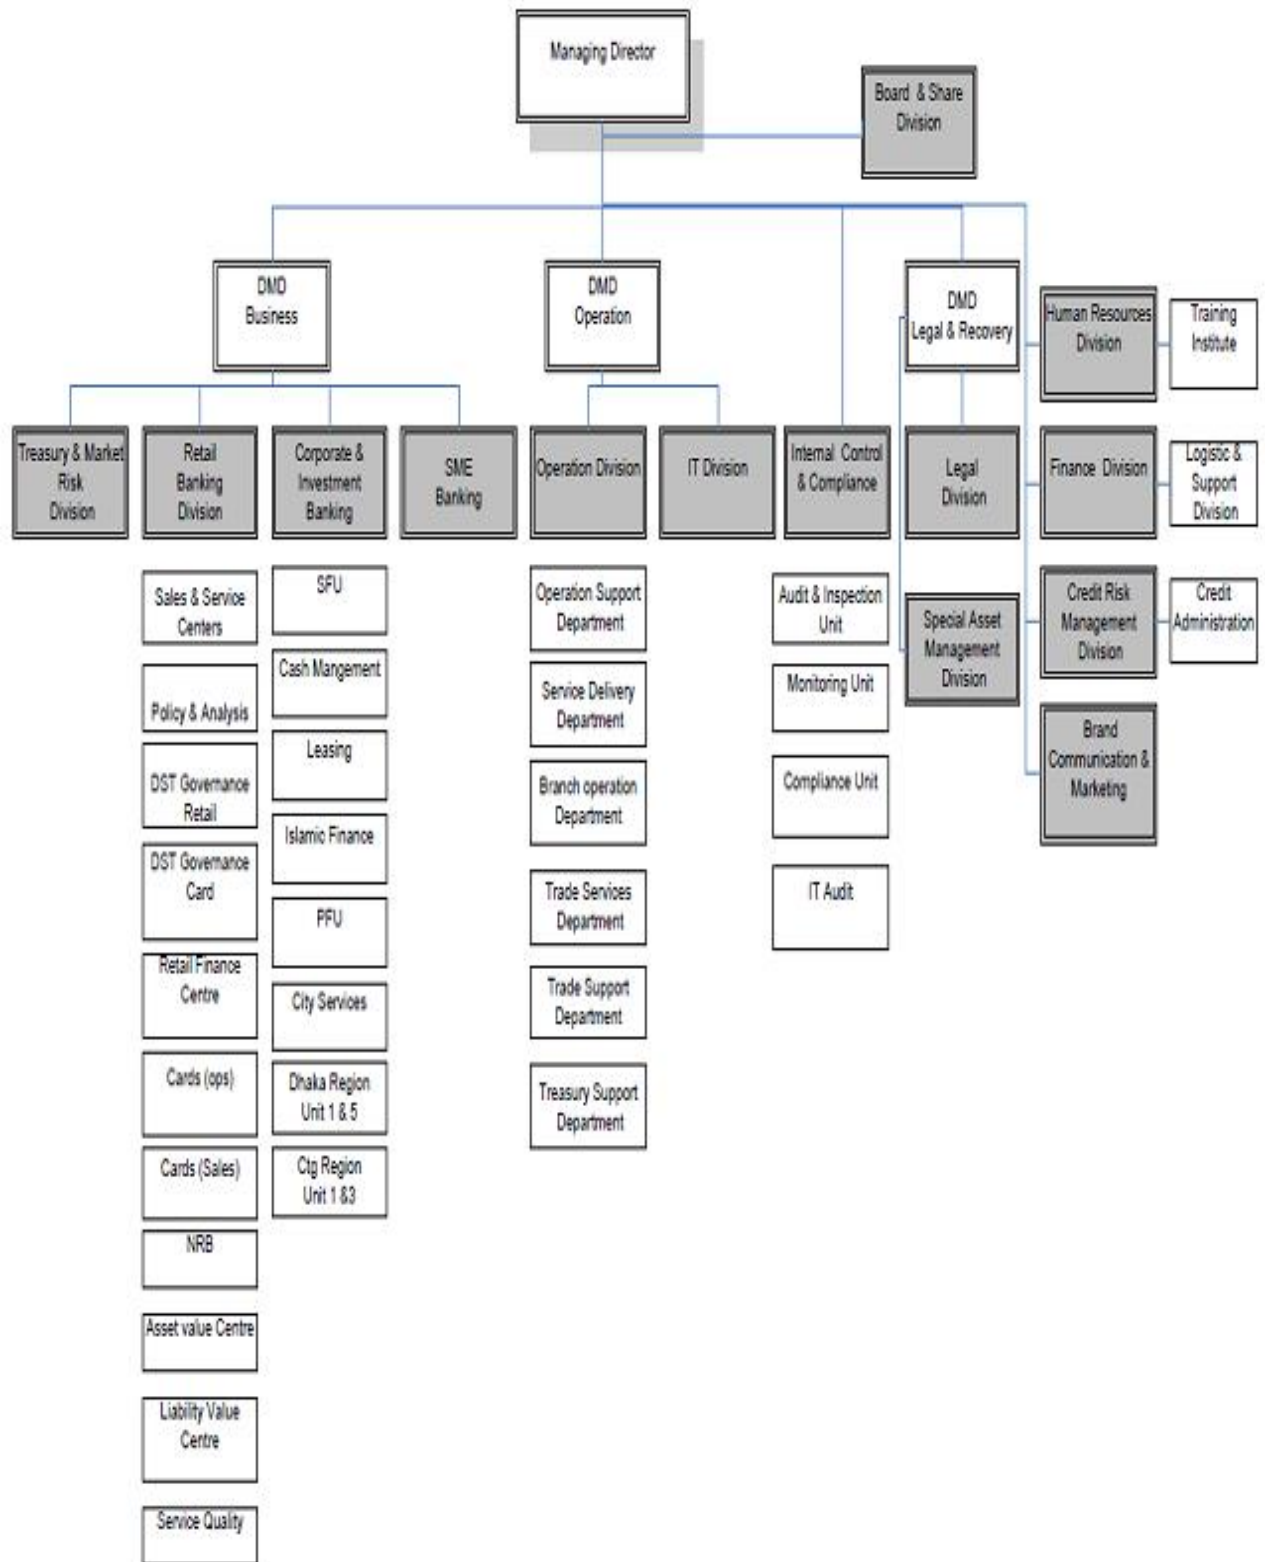 Managing Director
Board & Share
Division
DMD
Business
DMD
Operation
DMD
Legal & Recovery
Human Resources
Division
Training
Institute
Treasury & Market
Risk
Division
Retail
Banking
Division
Corporate &
Investment
Banking
SME
Banking
Operation Division
IT Division
Internal Control
& Compliance
Legal
Division
Finance Division
Logistic &
Support
Division
Sales & Service
Centers
Policy & Analysis
DST Governance
Retail
DST Governance
Card
Retail Finance
Centre
Cards (ops)
Cards (Sales)
NRB
Asset value Centre
Liability Value
Centre
Service Quality
SFU
Cash Mangement
Leasing
Islamic Finance
PFU
City Services
Dhaka Region
Unit 1 & 5
Ctg Region
Unit 1 &3
Operation Support
Department
Service Delivery
Department
Branch operation
Department
Trade Services
Department
Trade Support
Department
Treasury Support
Department
Audit & Inspection
Unit
Monitoring Unit
Compliance Unit
IT Audit
Special Asset
Management
Division
Credit Risk
Management
Division
Credit
Administration
Brand
Communication &
Marketing